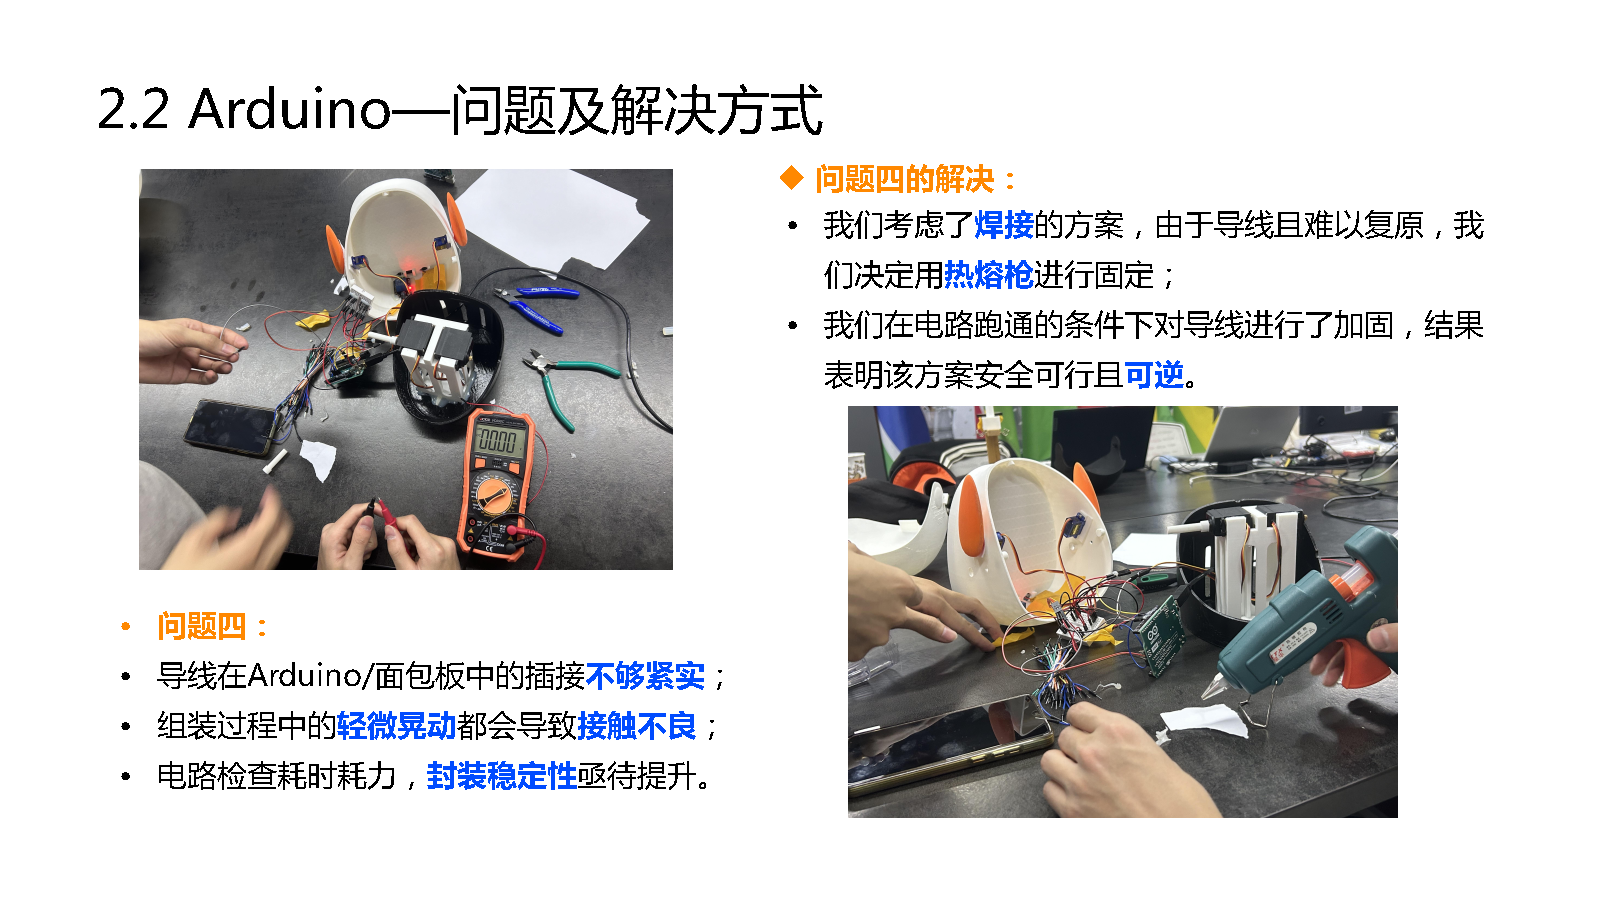 2.2 Arduino—问题及解决方式
问题四：
导线在Arduino/面包板中的插接不够紧实；
组装过程中的轻微晃动都会导致接触不良；
电路检查耗时耗力，封装稳定性亟待提升。
问题四的解决：
我们考虑了焊接的方案，由于导线且难以复原，我
们决定用热熔枪进行固定；
我们在电路跑通的条件下对导线进行了加固，结果
表明该方案安全可行且可逆。
0.000